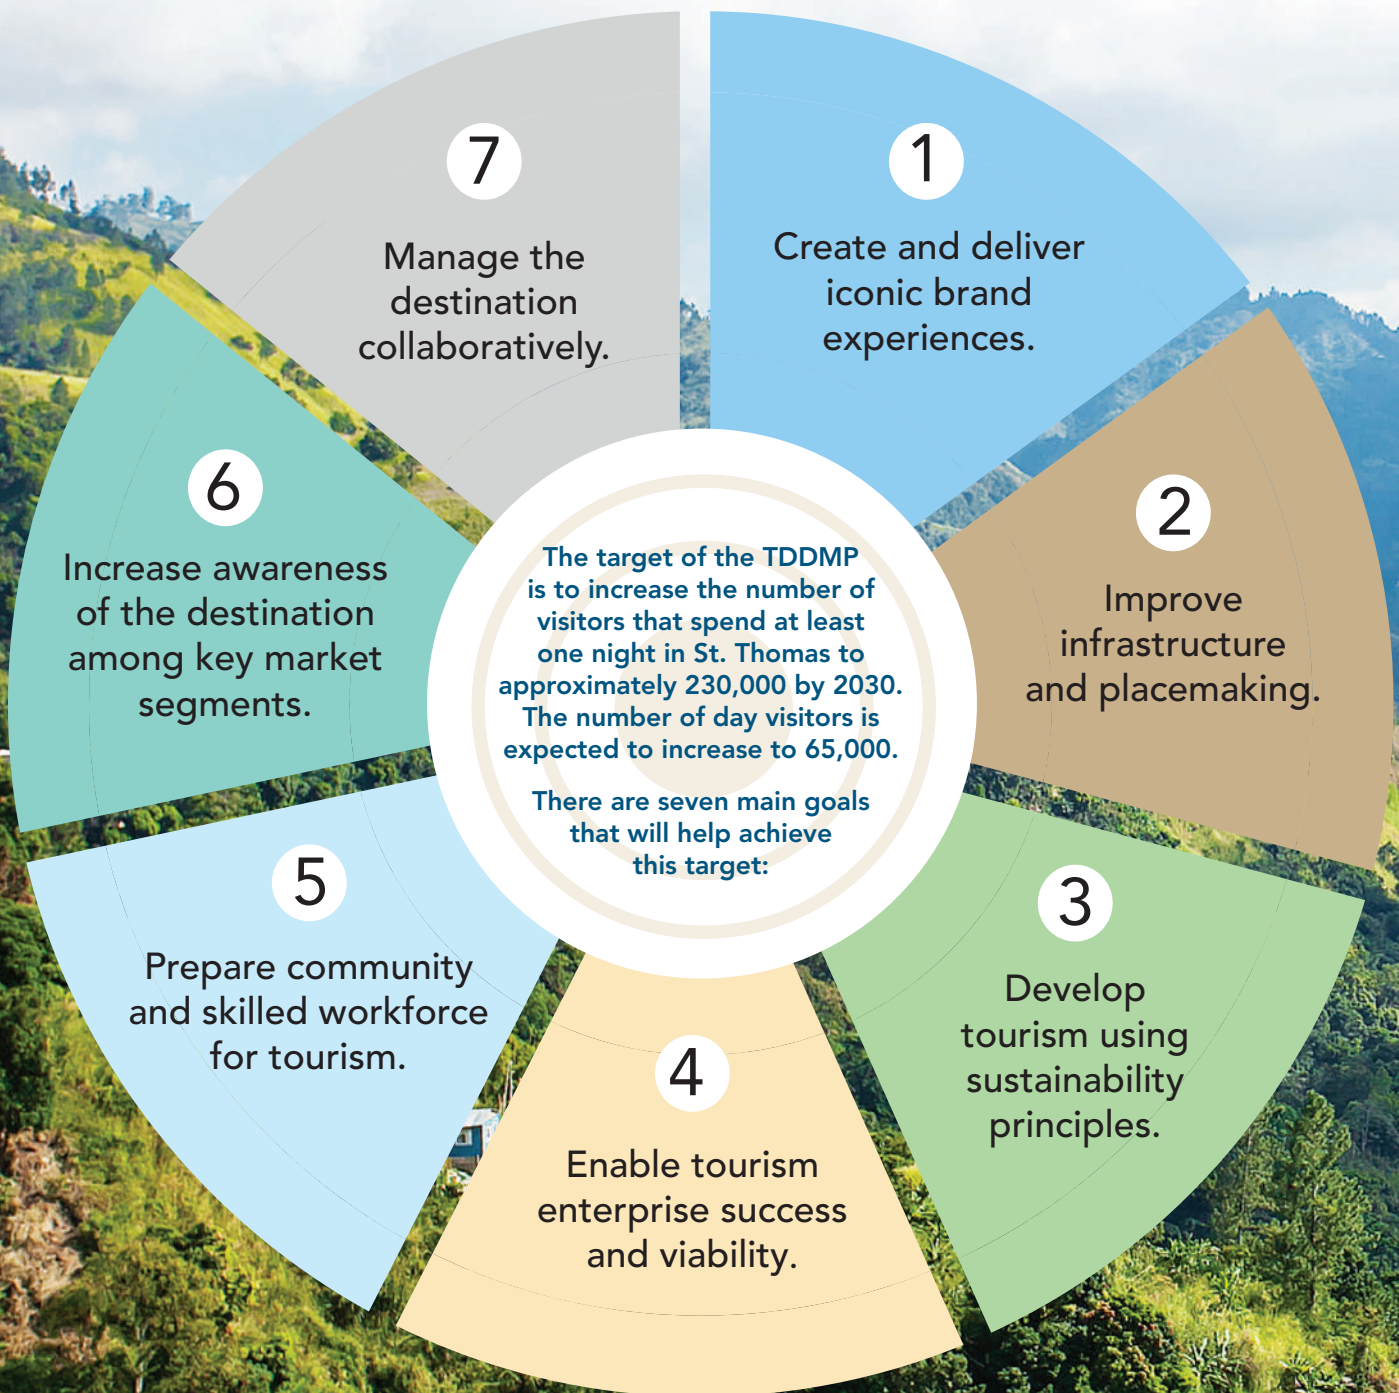 The target of the TDDMP
is to increase the number of
visitors that spend at least
one night in St. Thomas to
approximately 230,000 by 2030.
The number of day visitors is
expected to increase to 65,000.
There are seven main goals
that will help achieve
this target:
1
Create and deliver
iconic brand
experiences.
2
Improve
infrastructure
and placemaking.
3
Develop
tourism using
sustainability
principles.
4
Enable tourism
enterprise success
and viability.
5
Prepare community
and skilled workforce
for tourism.
6
Increase awareness
of the destination
among key market
segments.
7
Manage the
destination
collaboratively.